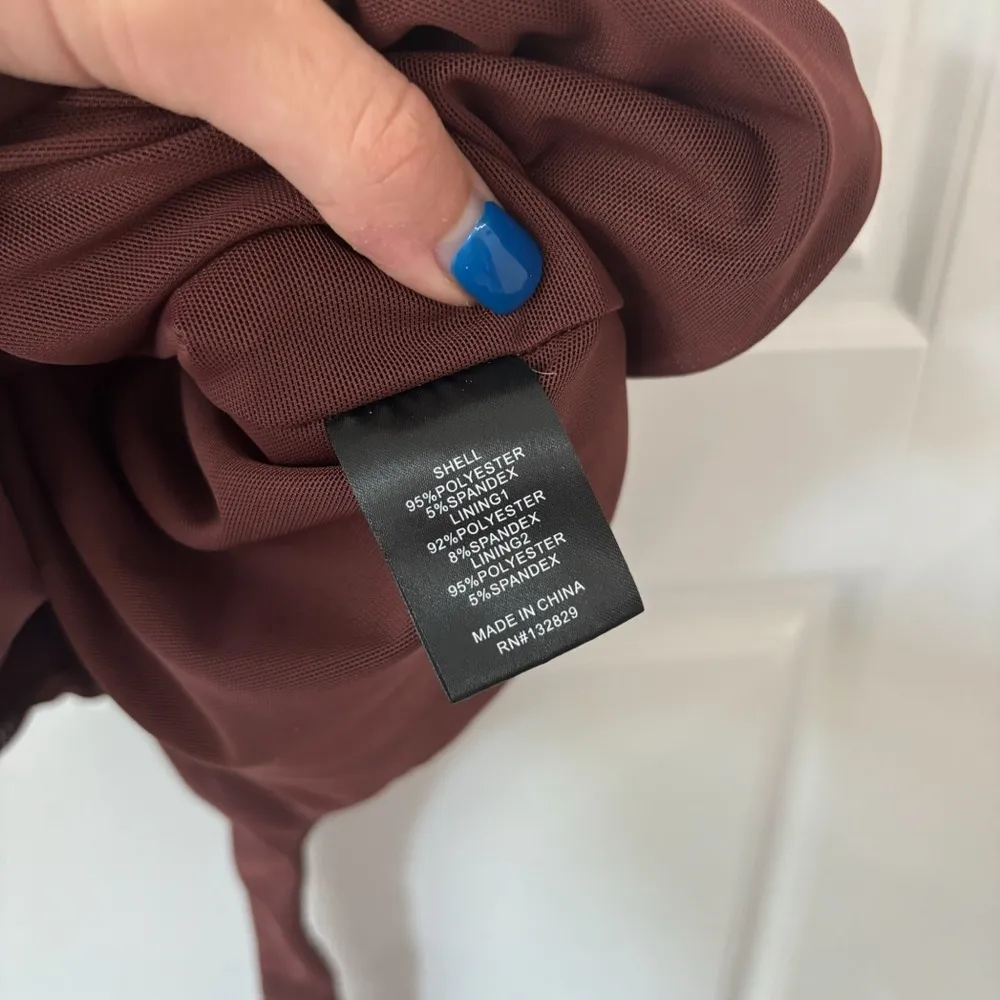 SHELL
95%POLYESTER
5%SPANDEX
LINING1
92%POLYESTER
8%SPANDEX
LINING2
95%POLYESTER
5%SPANDEX
MADE IN CHINA
RN#132829